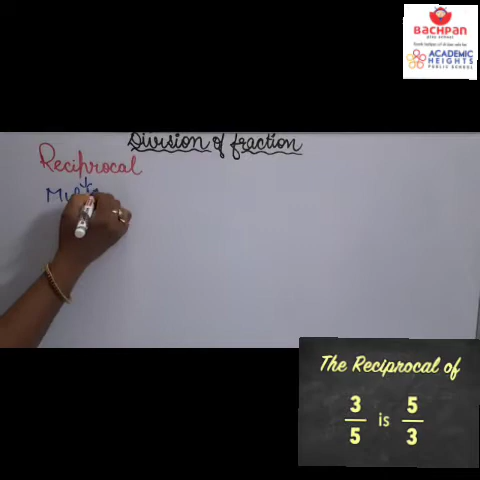 BACHPAN
ACADEMIC
HEIGHTS
PUBLIC SCHOOL
Division of fraction
Reciprocal
The Reciprocal of
3/5 is 5/3